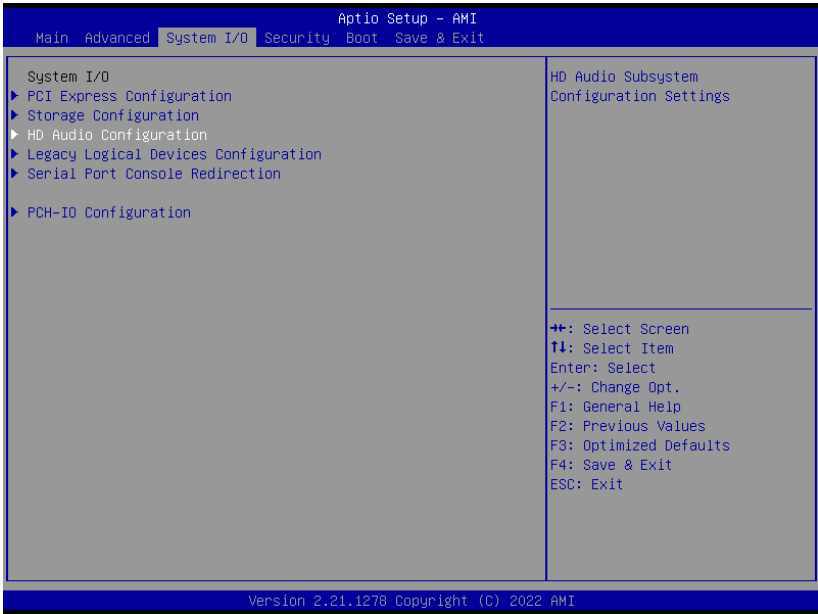 Aptio Setup – AMI
Main Advanced System I/O Security Boot Save & Exit
System I/O
PCI Express Configuration
Storage Configuration
HD Audio Configuration
Legacy Logical Devices Configuration
Serial Port Console Redirection
PCH-IO Configuration
HD Audio Subsystem
Configuration Settings
→←: Select Screen
↑↓: Select Item
Enter: Select
+/-: Change Opt.
F1: General Help
F2: Previous Values
F3: Optimized Defaults
F4: Save & Exit
ESC: Exit
Version 2.21.1278 Copyright (C) 2022 AMI